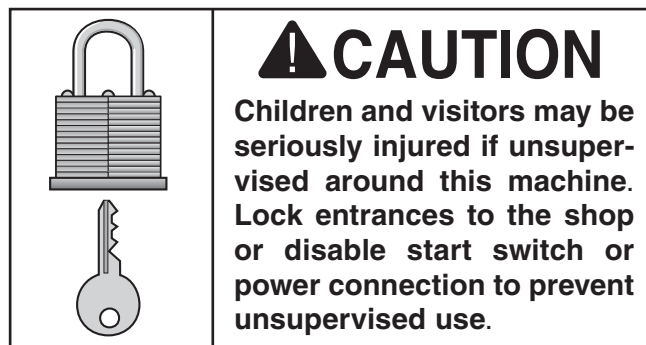 CAUTION
Children and visitors may be
seriously injured if unsuper-
vised around this machine.
Lock entrances to the shop
or disable start switch or
power connection to prevent
unsupervised use.